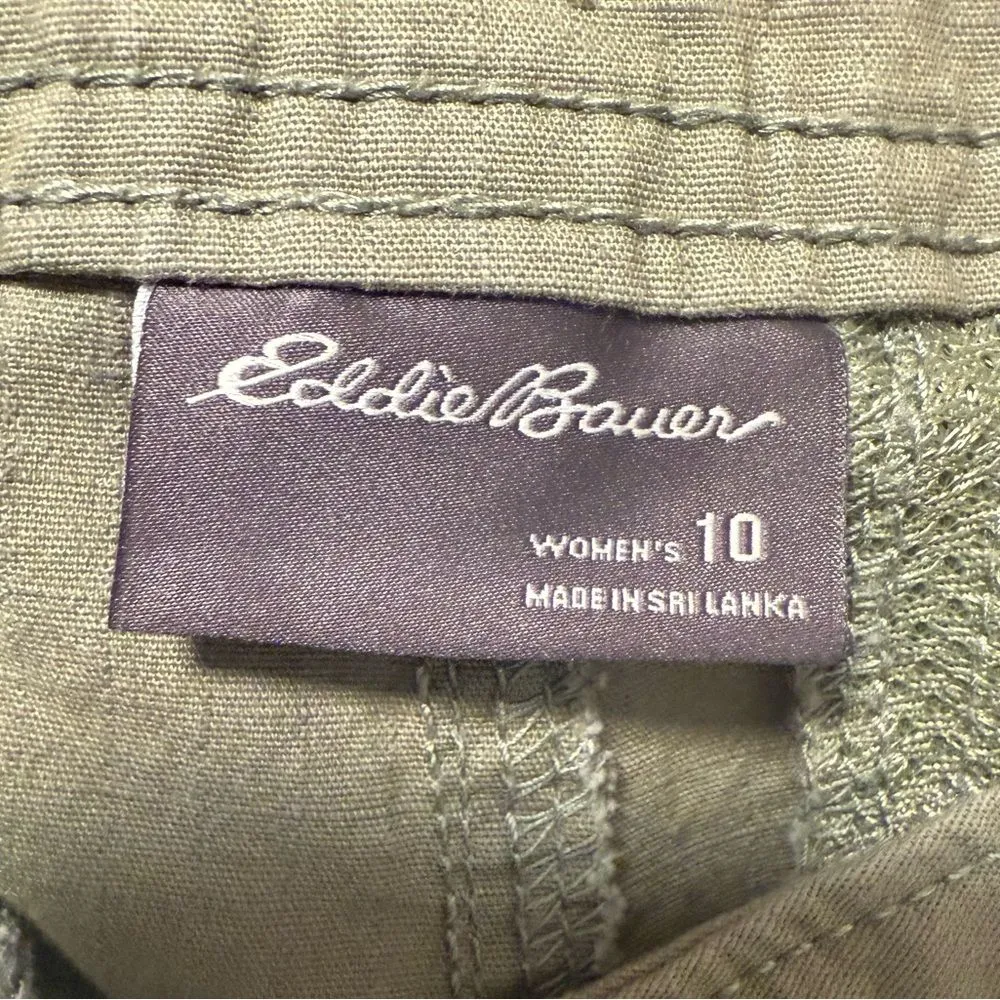 Eddie Bauer
WOMEN'S 10
MADE IN SRI LANKA